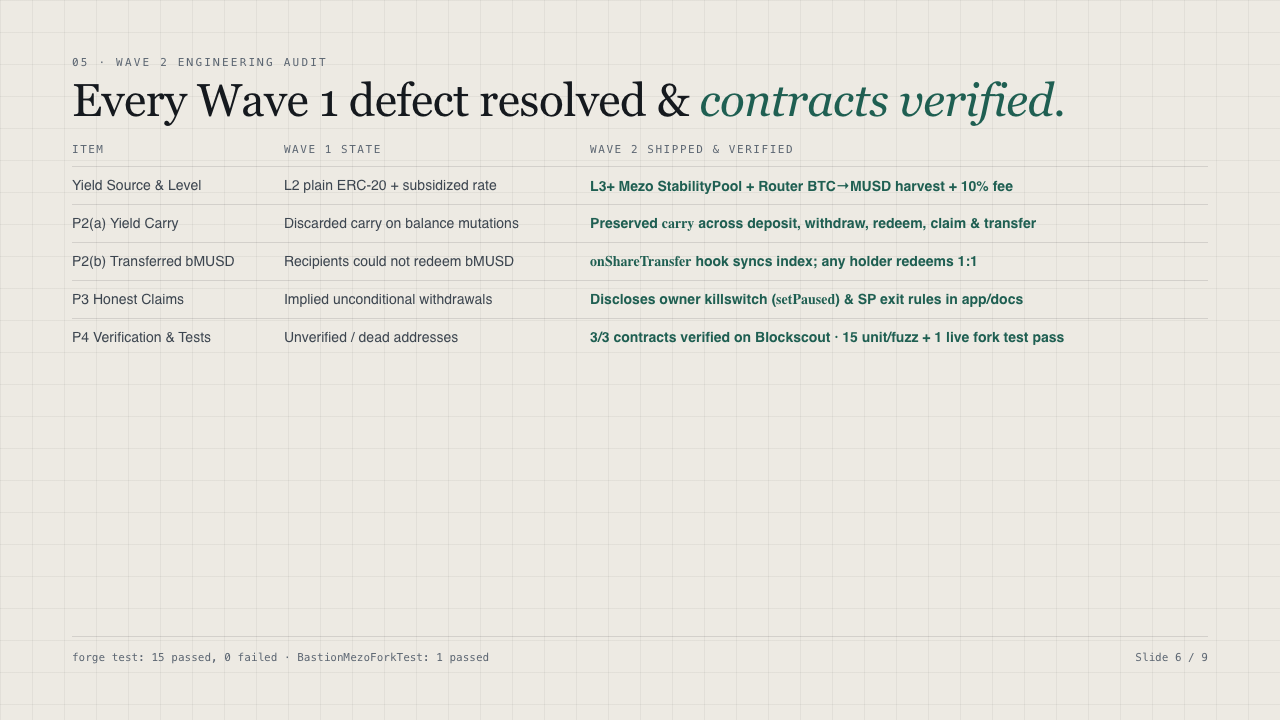 05 · WAVE 2 ENGINEERING AUDIT
Every Wave 1 defect resolved & contracts verified.
ITEM WAVE 1 STATE WAVE 2 SHIPPED & VERIFIED
Yield Source & Level L2 plain ERC-20 + subsidized rate L3+ Mezo StabilityPool + Router BTC→MUSD harvest + 10% fee
P2(a) Yield Carry Discarded carry on balance mutations Preserved carry across deposit, withdraw, redeem, claim & transfer
P2(b) Transferred bMUSD Recipients could not redeem bMUSD onShareTransfer hook syncs index; any holder redeems 1:1
P3 Honest Claims Implied unconditional withdrawals Discloses owner killswitch (setPaused) & SP exit rules in app/docs
P4 Verification & Tests Unverified / dead addresses 3/3 contracts verified on Blockscout · 15 unit/fuzz + 1 live fork test pass
forge test: 15 passed, 0 failed · BastionMezoForkTest: 1 passed Slide 6 / 9